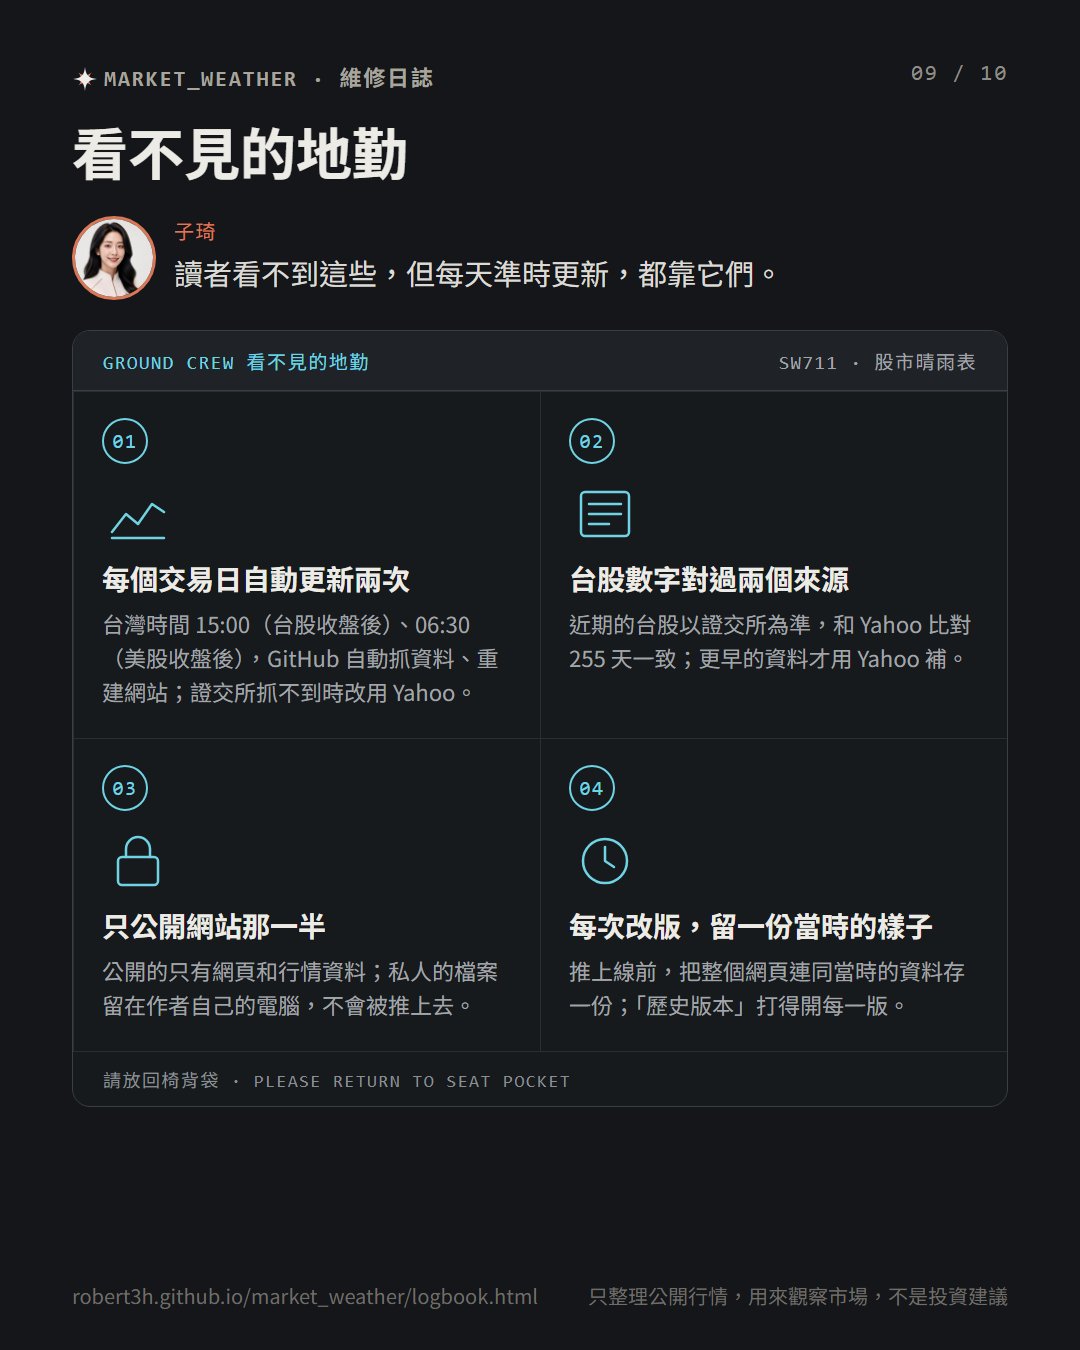 MARKET_WEATHER · 維修日誌
09 / 10
看不見的地勤
子琦
讀者看不到這些，但每天準時更新，都靠它們。
GROUND CREW 看不見的地勤
SW711 · 股市晴雨表
01
每個交易日自動更新兩次
台灣時間 15:00（台股收盤後）、06:30
（美股收盤後），GitHub 自動抓資料、重
建網站；證交所抓不到時改用 Yahoo。
02
台股數字對過兩個來源
近期的台股以證交所為準，和 Yahoo 比對
255 天一致；更早的資料才用 Yahoo 補。
03
只公開網站那一半
公開的只有網頁和行情資料；私人的檔案
留在作者自己的電腦，不會被推上去。
04
每次改版，留一份當時的樣子
推上線前，把整個網頁連同當時的資料存
一份；「歷史版本」打得開每一版。
請放回椅背袋 · PLEASE RETURN TO SEAT POCKET
robert3h.github.io/market_weather/logbook.html
只整理公開行情，用來觀察市場，不是投資建議